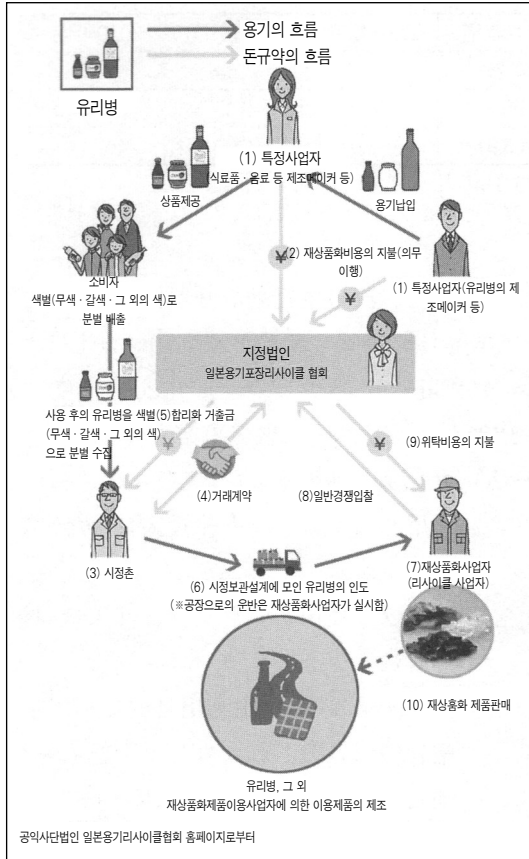 용기의 흐름
돈규약의 흐름
유리병
(1) 특정사업자
(식료품 · 음료 등 제조메이커 등)
상품제공
용기납입
소비자
색별(무색 · 갈색 · 그 외의 색)로
분별 배출
¥
(2) 재상품화비용의 지불(의무
이행)
¥
(1) 특정사업자(유리병의 제
조메이커 등)
지정법인
일본용기포장리사이클 협회
사용 후의 유리병을 색별
(무색 · 갈색 · 그 외의 색)
으로 분별 수집
(5)합리화 거출금
¥
¥
(9)위탁비용의 지불
(4)거래계약
(8)일반경쟁입찰
(3) 시정촌
(6) 시정보관설계에 모인 유리병의 인도
(※공장으로의 운반은 재상품화사업자가 실시함)
(7)재상품화사업자
(리사이클 사업자)
(10) 재상홈화 제품판매
유리병, 그 외
재상품화제품이용사업자에 의한 이용제품의 제조
공익사단법인 일본용기리사이클협회 홈페이지로부터